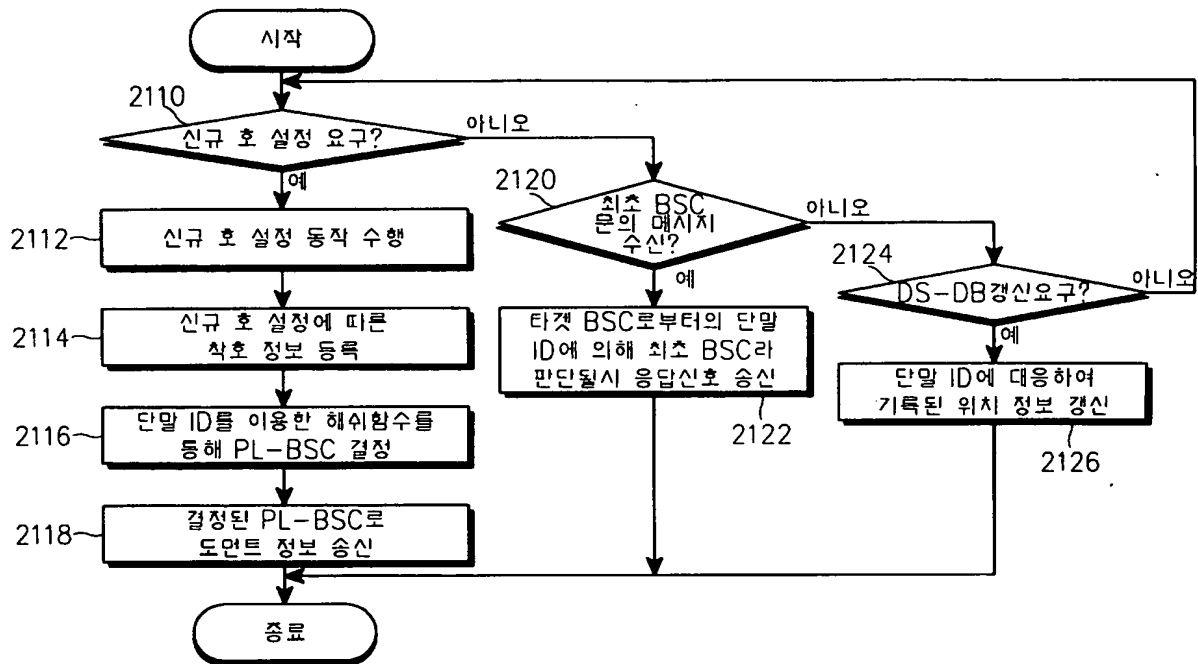 시작
2110
신규 호 설정 요구?
아니오
예
2112
신규 호 설정 동작 수행
2114
신규 호 설정에 따른
착호 정보 등록
2116
단말 ID를 이용한 해쉬함수를
통해 PL-BSC 결정
2118
결정된 PL-BSC로
도먼트 정보 송신
종료
2120
최초 BSC
문의 메시지
수신?
아니오
예
타겟 BSC로부터의 단말
ID에 의해 최초 BSC라
판단될시 응답신호 송신
2122
2124
DS-DB갱신요구?
아니오
예
단말 ID에 대응하여
기록된 위치 정보 갱신
2126